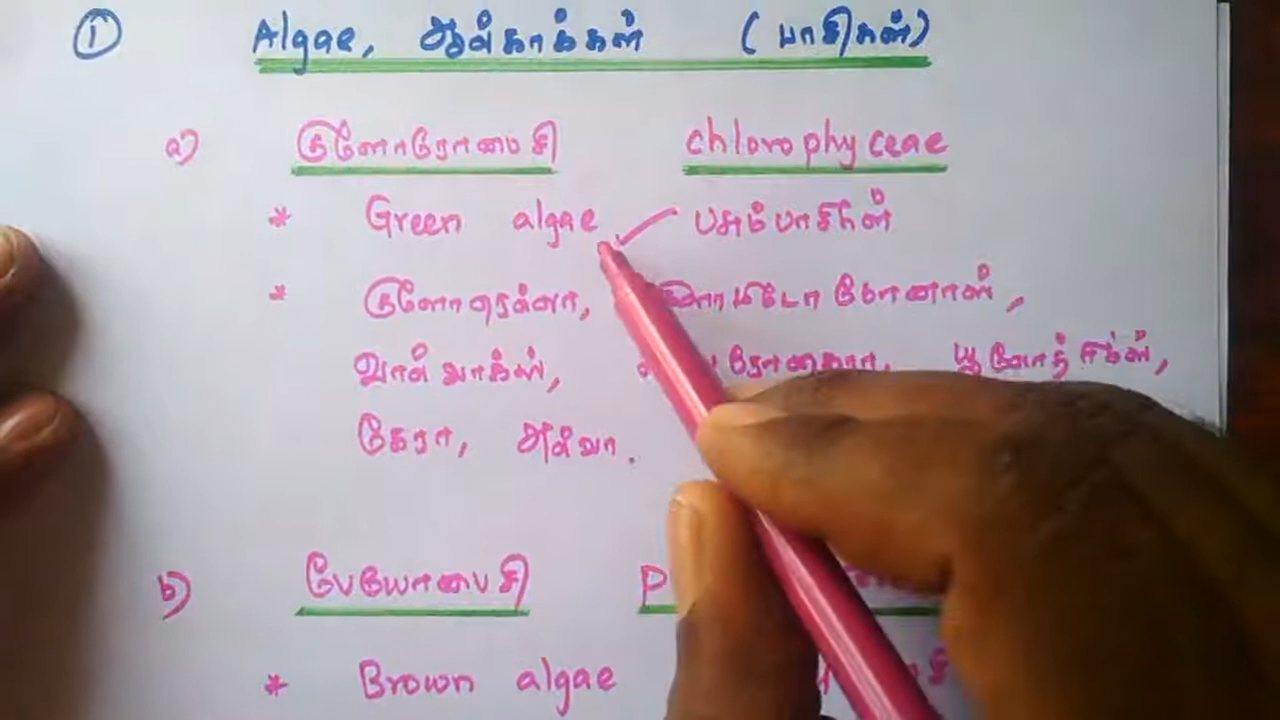 ① Algae, ஆல்காக்கள் (பாசிகள்)
a) குளோரோபைசி chlorophyceae
* Green algae பசும்பாசிகள்
* குளோரெல்லா,
வால்வாக்ஸ்,
கேரா, அல்வா.
b) பேயோபைசி P
* Brown algae